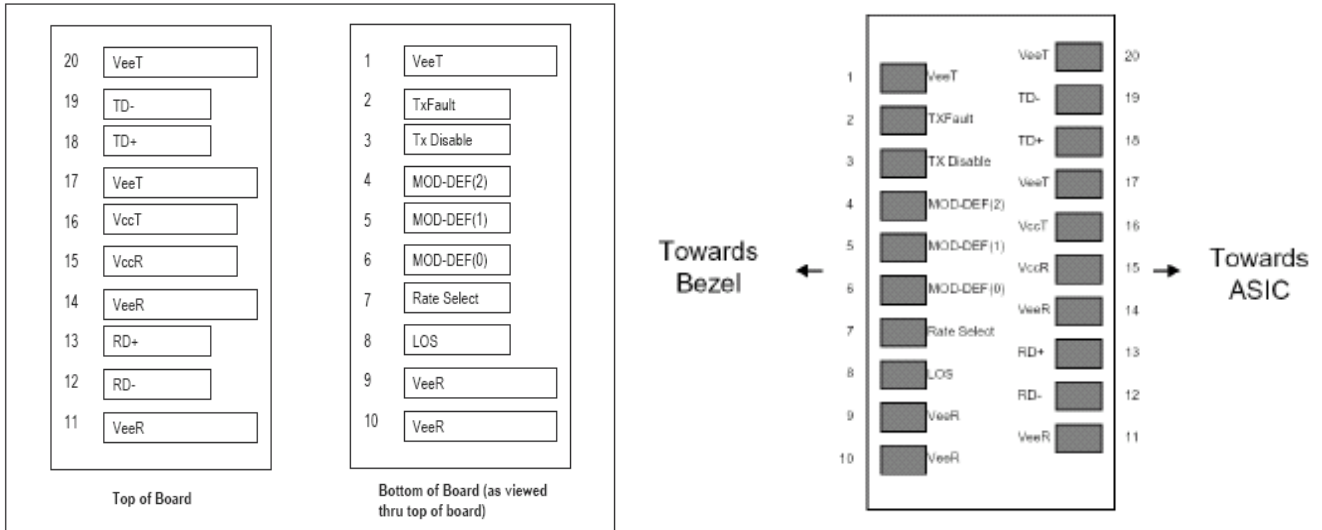 20 VeeT
19 TD-
18 TD+
17 VeeT
16 VccT
15 VccR
14 VeeR
13 RD+
12 RD-
11 VeeR
Top of Board
1 VeeT
2 TxFault
3 Tx Disable
4 MOD-DEF(2)
5 MOD-DEF(1)
6 MOD-DEF(0)
7 Rate Select
8 LOS
9 VeeR
10 VeeR
Bottom of Board (as viewed
thru top of board)
Towards
Bezel
1 VeeT
2 TXFault
3 TX Disable
4 MOD-DEF(2)
5 MOD-DEF(1)
6 MOD-DEF(0)
7 Rate Select
8 LOS
9 VeeR
10 VeeR
VeeT 20
TD- 19
TD+ 18
VeeT 17
VccT 16
VccR 15
VeeR 14
RD+ 13
RD- 12
VeeR 11
Towards
ASIC